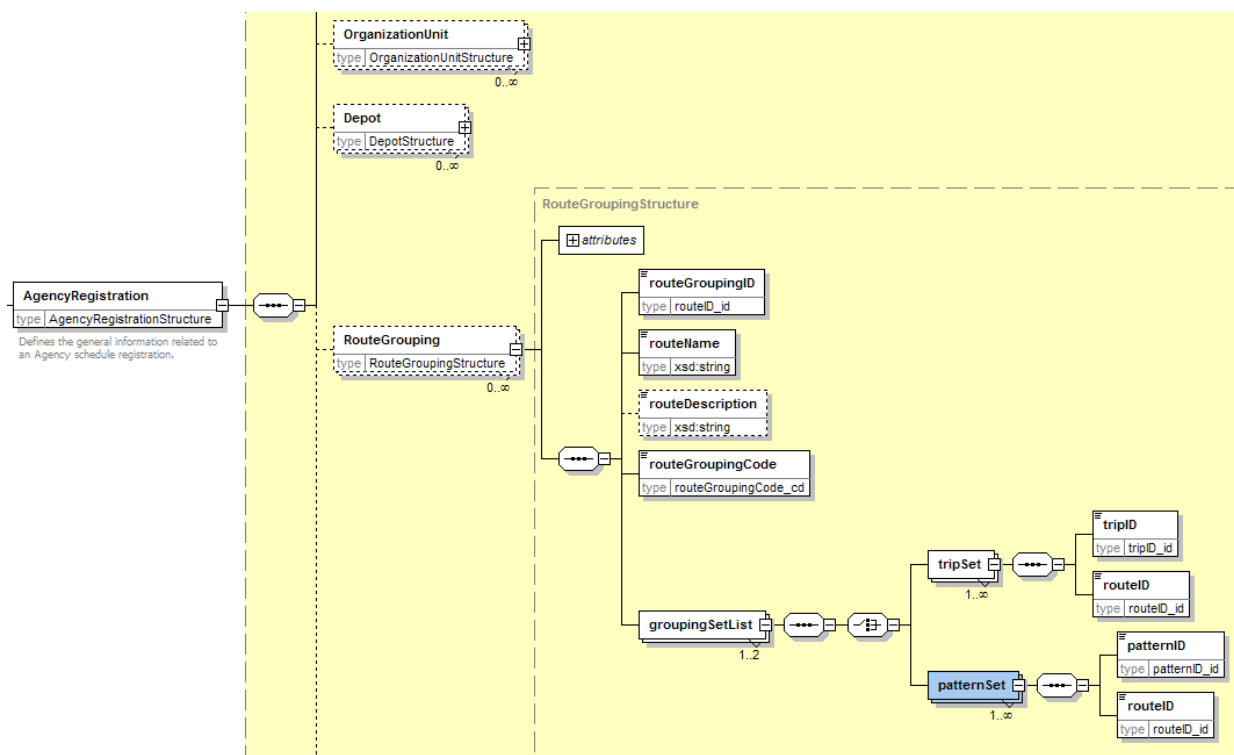 OrganizationUnit
type OrganizationUnitStructure
0..∞
Depot
type DepotStructure
0..∞
RouteGroupingStructure
attributes
routeGroupingID
type routeID_id
AgencyRegistration
type AgencyRegistrationStructure
Defines the general information related to
an Agency schedule registration.
RouteGrouping
type RouteGroupingStructure
0..∞
routeName
type xsd:string
routeDescription
type xsd:string
routeGroupingCode
type routeGroupingCode_cd
tripID
type tripID_id
tripSet
1..∞
routeID
type routeID_id
groupingSetList
1..2
patternID
type patternID_id
patternSet
1..∞
routeID
type routeID_id